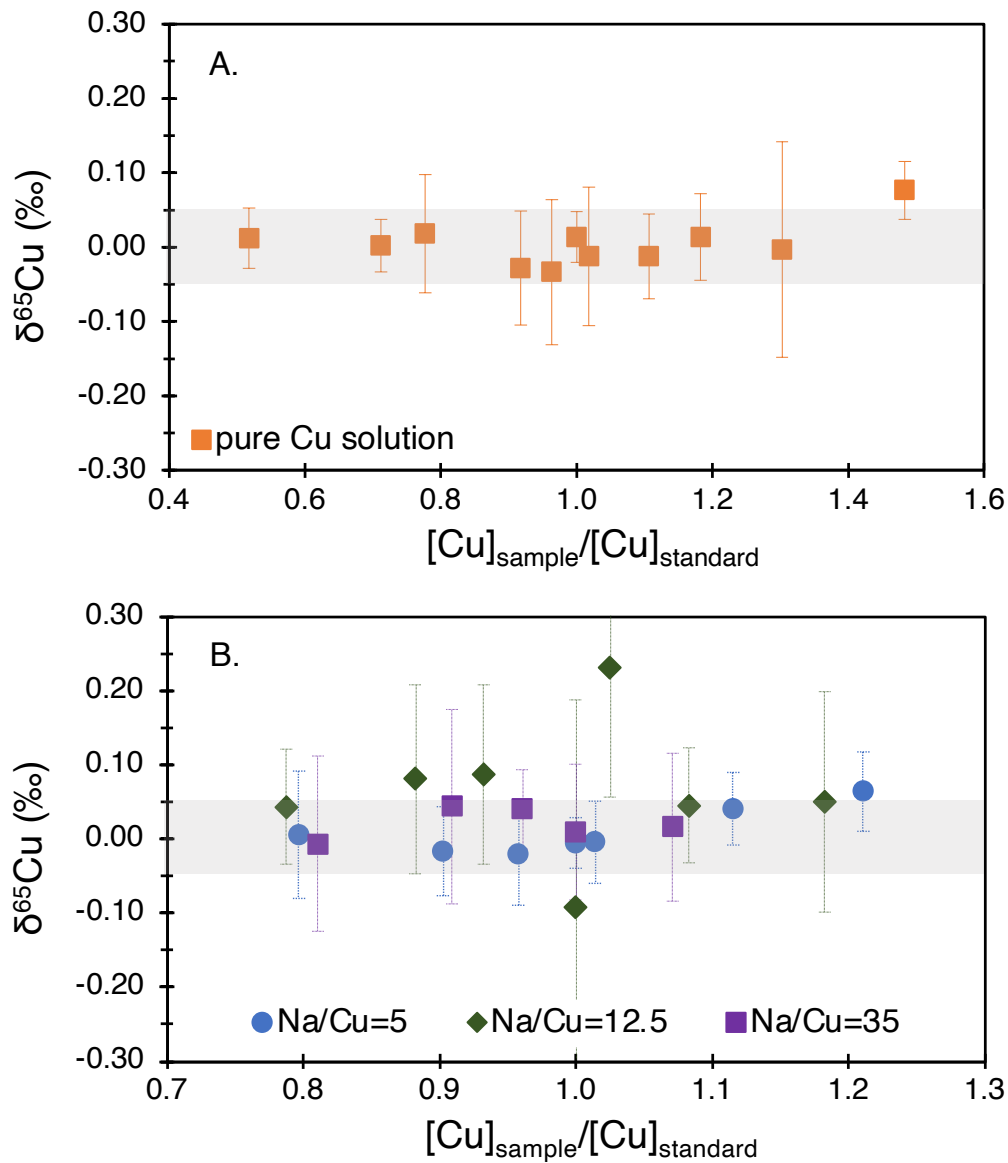 A.
0.30
0.20
0.10
0.00
-0.10
-0.20
-0.30
δ⁶⁵Cu (‰)
pure Cu solution
0.4 0.6 0.8 1.0 1.2 1.4 1.6
[Cu]sample/[Cu]standard
B.
0.30
0.20
0.10
0.00
-0.10
-0.20
-0.30
δ⁶⁵Cu (‰)
Na/Cu=5 Na/Cu=12.5 Na/Cu=35
0.7 0.8 0.9 1.0 1.1 1.2 1.3
[Cu]sample/[Cu]standard